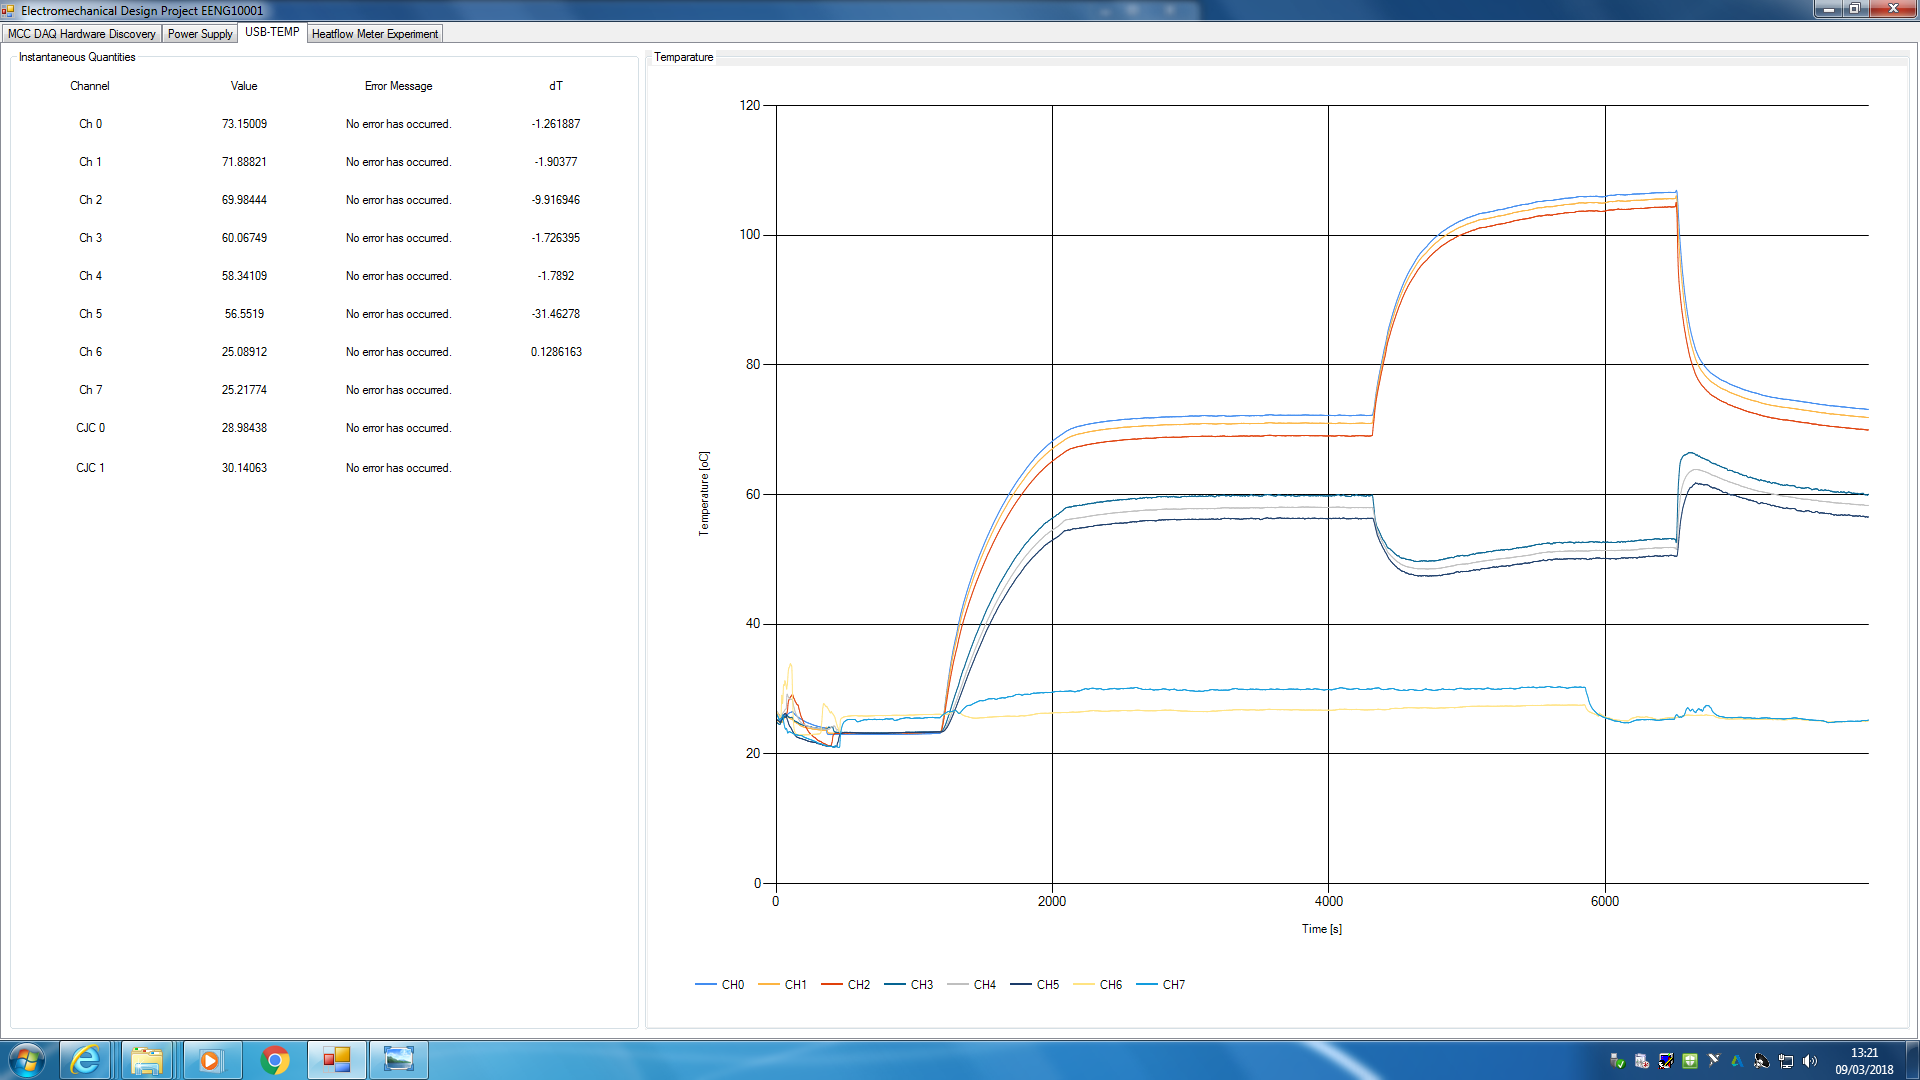 Electromechanical Design Project EENG10001
MCC DAQ Hardware Discovery Power Supply USB-TEMP Heatflow Meter Experiment
Instantaneous Quantities
Channel Value Error Message dT
Ch 0 73.15009 No error has occurred. -1.261887
Ch 1 71.88821 No error has occurred. -1.90377
Ch 2 69.98444 No error has occurred. -9.916946
Ch 3 60.06749 No error has occurred. -1.726395
Ch 4 58.34109 No error has occurred. -1.7892
Ch 5 56.5519 No error has occurred. -31.46278
Ch 6 25.08912 No error has occurred. 0.1286163
Ch 7 25.21774 No error has occurred.
CJC 0 28.98438 No error has occurred.
CJC 1 30.14063 No error has occurred.
Temparature
120
100
80
60
40
20
0
Temperature [oC]
0 2000 4000 6000
Time [s]
CH0 CH1 CH2 CH3 CH4 CH5 CH6 CH7
13:21
09/03/2018